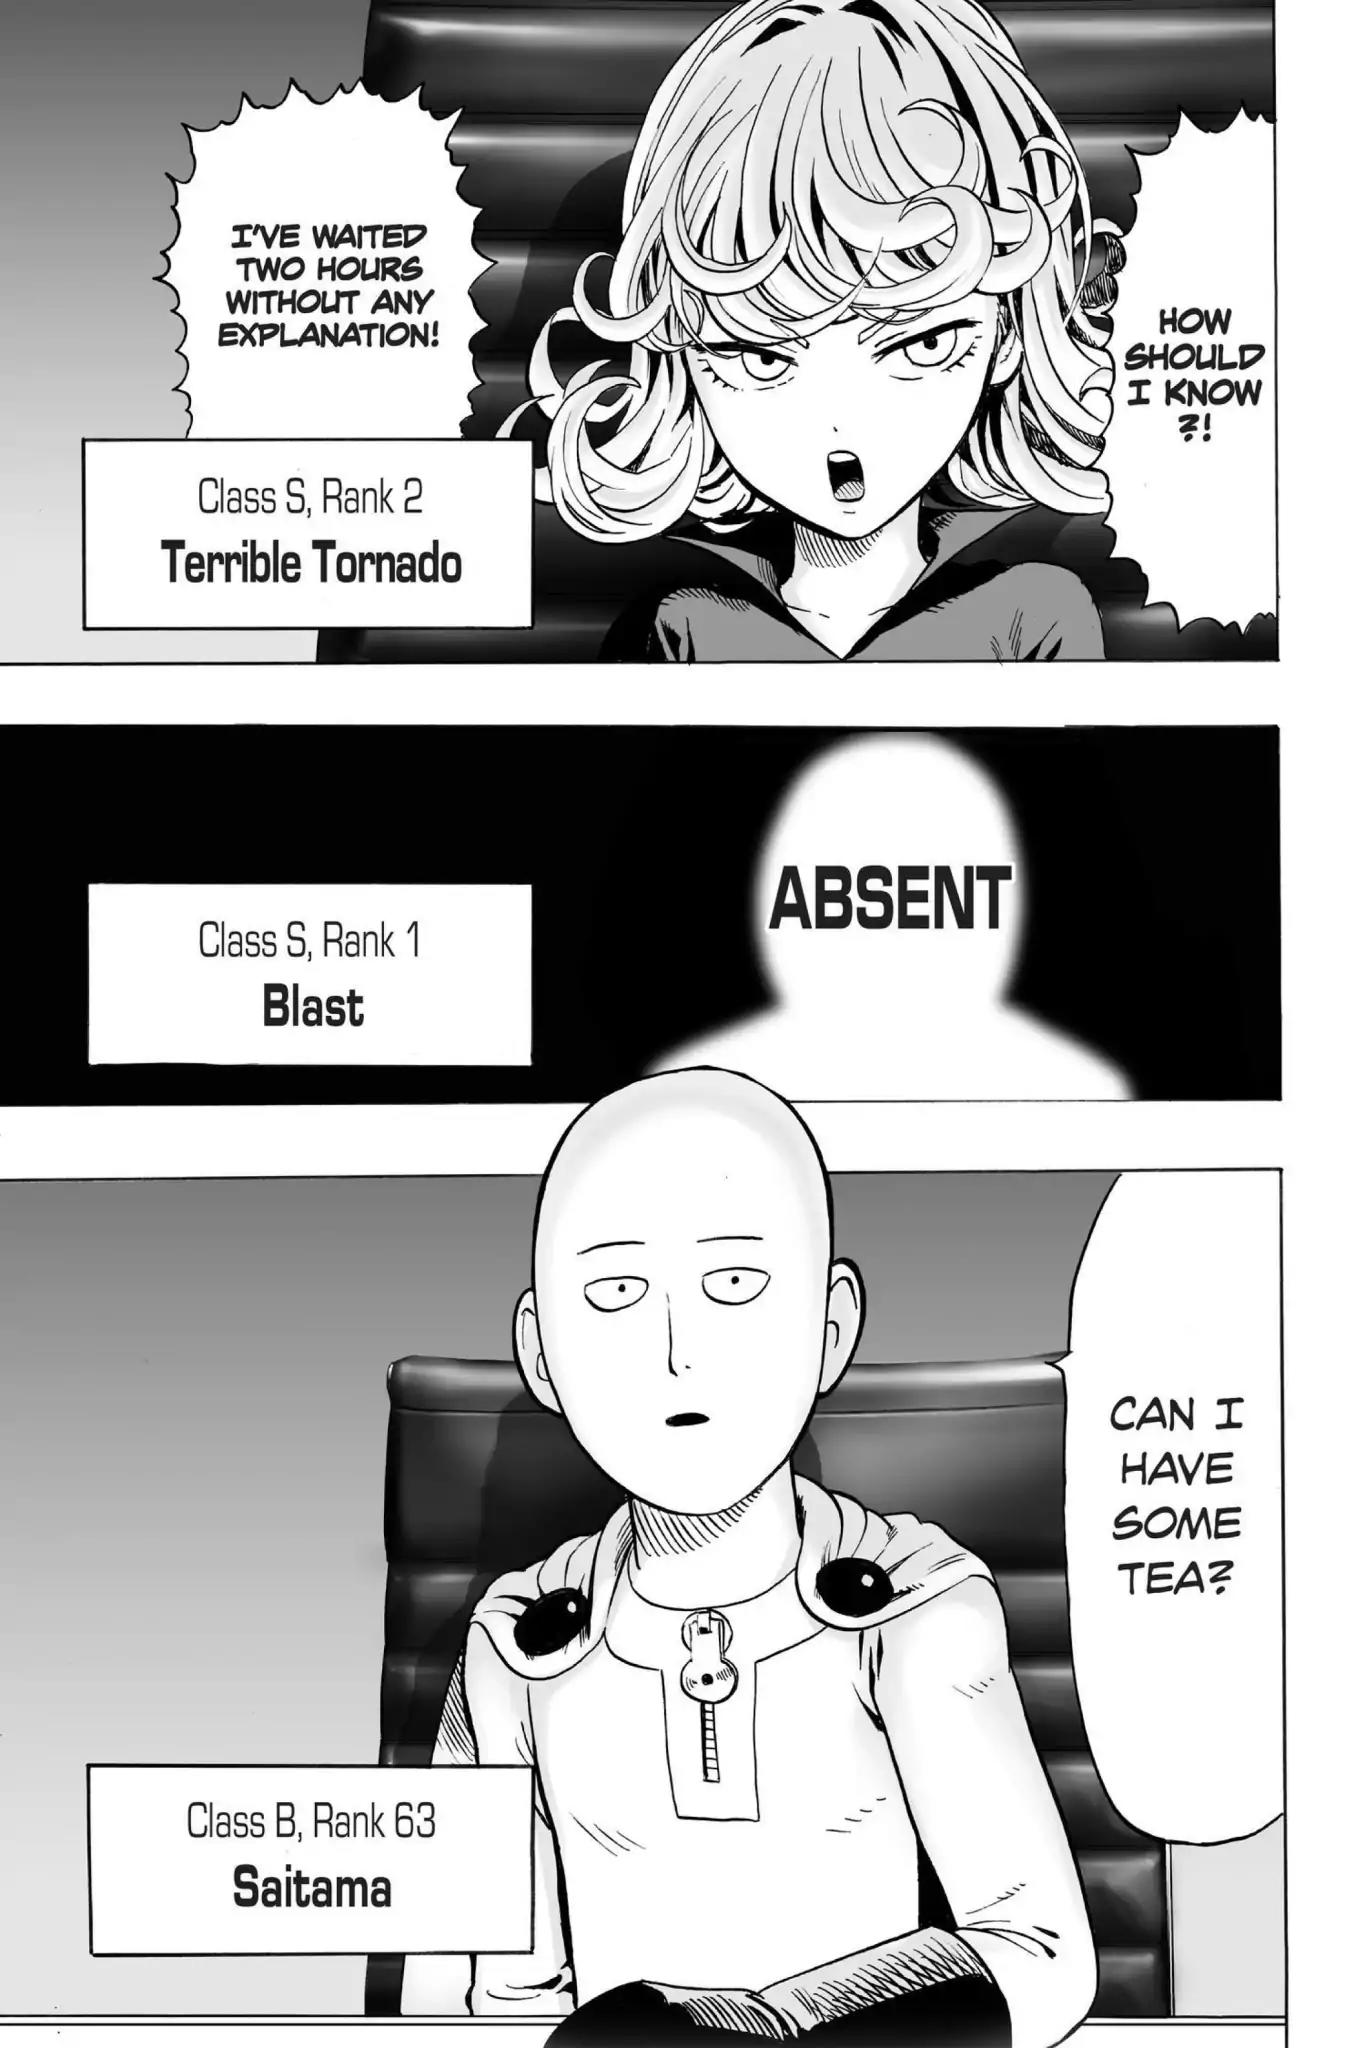 HOW
SHOULD
I KNOW
?!
I'VE WAITED
TWO HOURS
WITHOUT ANY
EXPLANATION!
Class S, Rank 2
Terrible Tornado
ABSENT
Class S, Rank 1
Blast
CAN I
HAVE
SOME
TEA?
Class B, Rank 63
Saitama